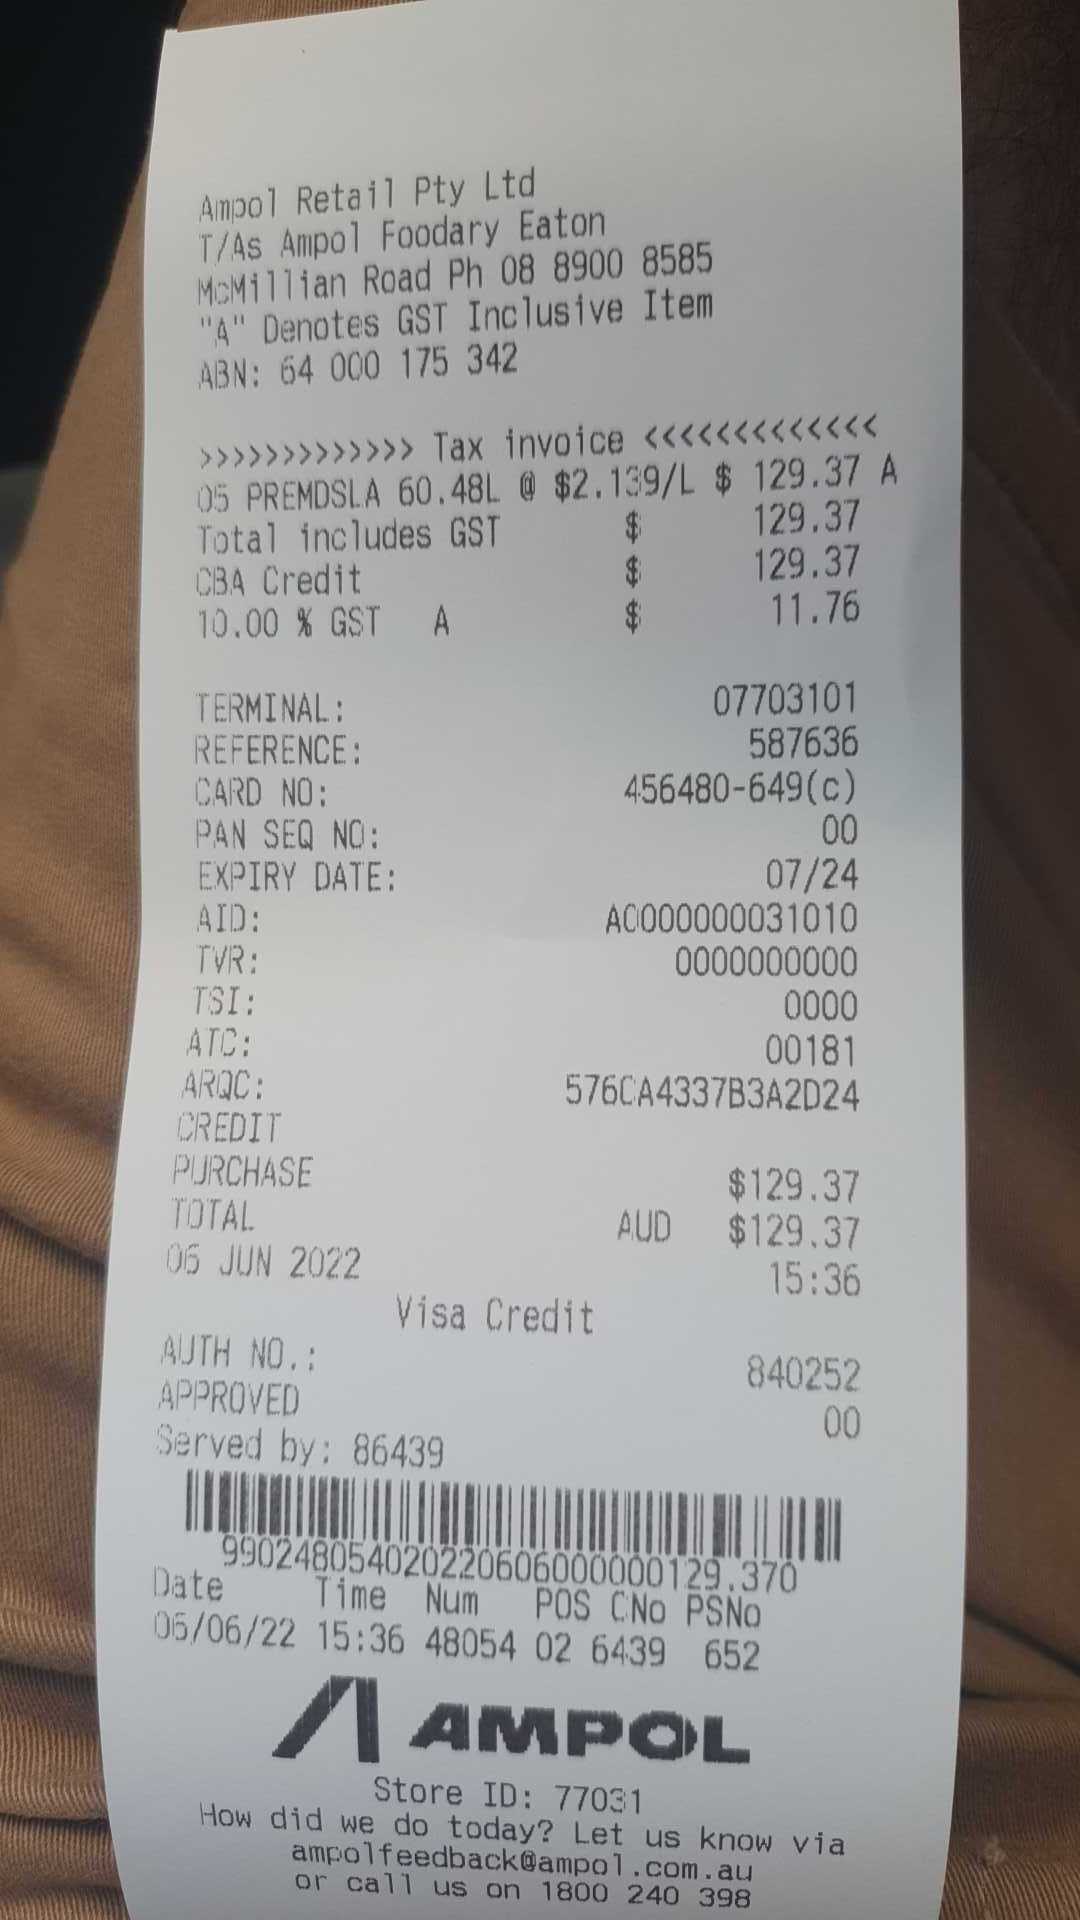 Ampol Retail Pty Ltd
T/As Ampol Foodary Eaton
McMillian Road Ph 08 8900 8585
"A" Denotes GST Inclusive Item
ABN: 64 000 175 342
>>>>>>>>>>>>> Tax invoice <<<<<<<<<<<<<
05 PREMDSLA 60.48L @ $2.139/L $ 129.37 A
Total includes GST $ 129.37
CBA Credit $ 129.37
10.00 % GST A $ 11.76
TERMINAL: 07703101
REFERENCE: 587636
CARD NO: 456480-649(c)
PAN SEQ NO: 00
EXPIRY DATE: 07/24
AID: A0000000031010
TVR: 0000000000
TSI: 0000
ATC: 00181
ARQC: 576CA4337B3A2D24
CREDIT
PURCHASE $129.37
TOTAL AUD $129.37
06 JUN 2022 15:36
Visa Credit
AUTH NO.: 840252
APPROVED 00
Served by: 86439
990248054020220606000000129.370
Date Time Num POS CNo PSNo
06/06/22 15:36 48054 02 6439 652
AMPOL
Store ID: 77031
How did we do today? Let us know via
ampolfeedback@ampol.com.au
or call us on 1800 240 398